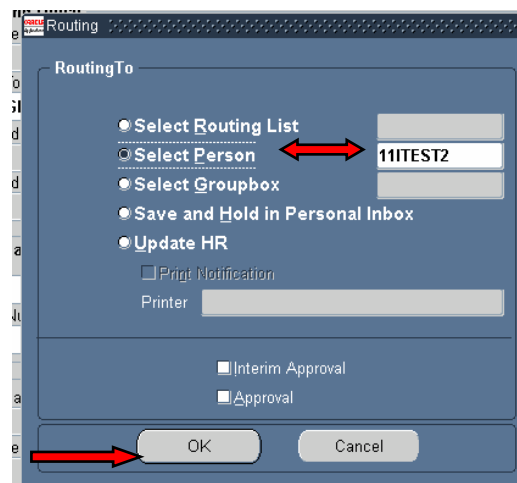 Routing
RoutingTo
Select Routing List
Select Person 11ITEST2
Select Groupbox
Save and Hold in Personal Inbox
Update HR
Print Notification
Printer
Interim Approval
Approval
OK Cancel